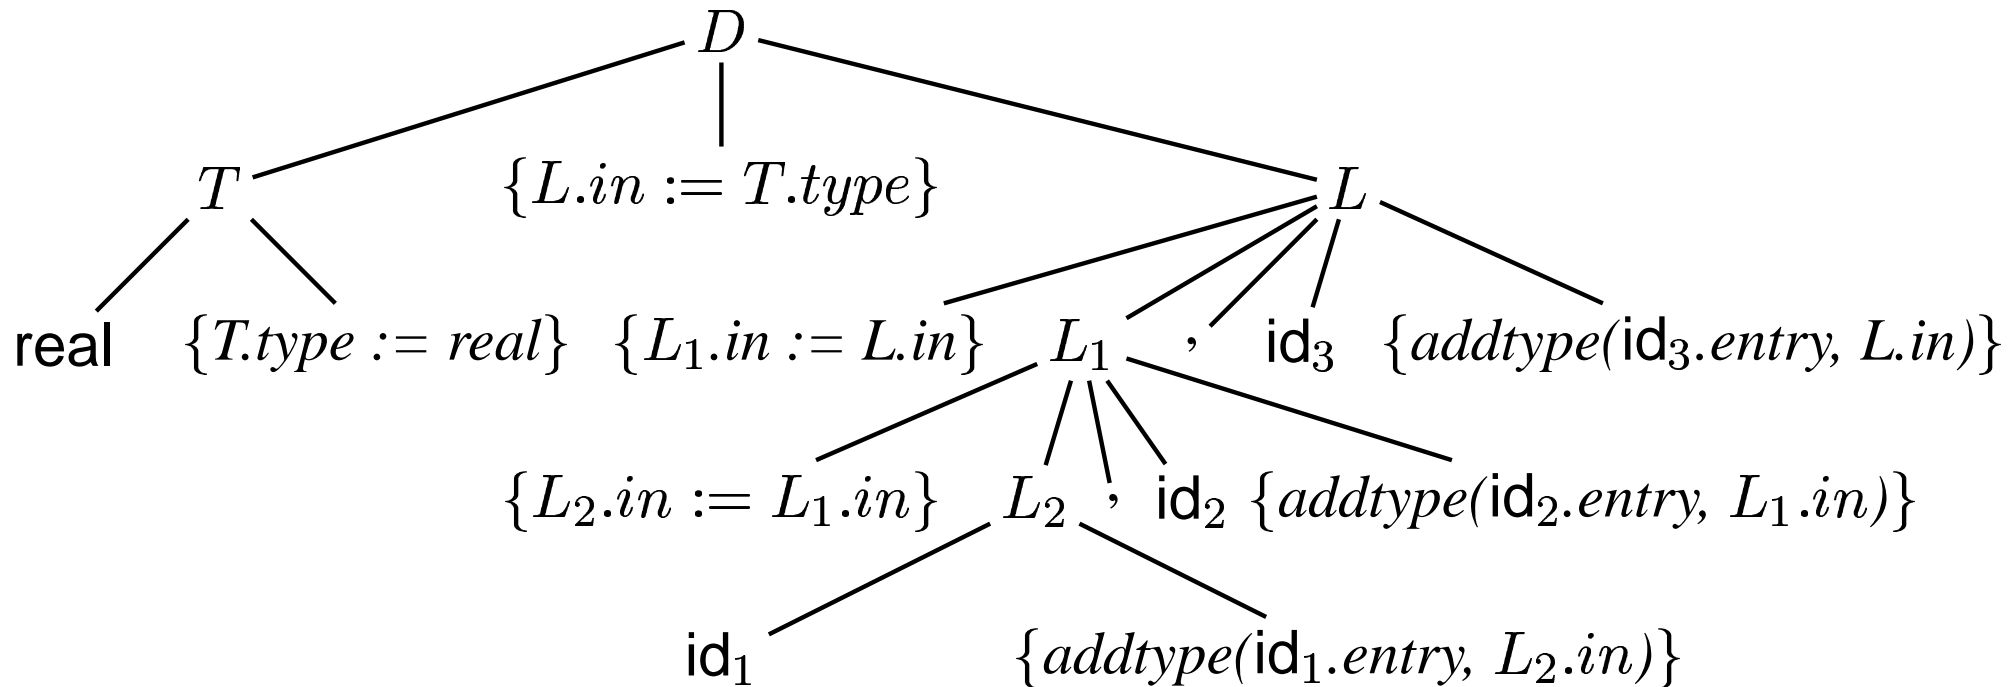 D
T {L.in := T.type} L
real {T.type := real} {L₁.in := L.in} L₁ , id₃ {addtype(id₃.entry, L.in)}
{L₂.in := L₁.in} L₂ , id₂ {addtype(id₂.entry, L₁.in)}
id₁ {addtype(id₁.entry, L₂.in)}